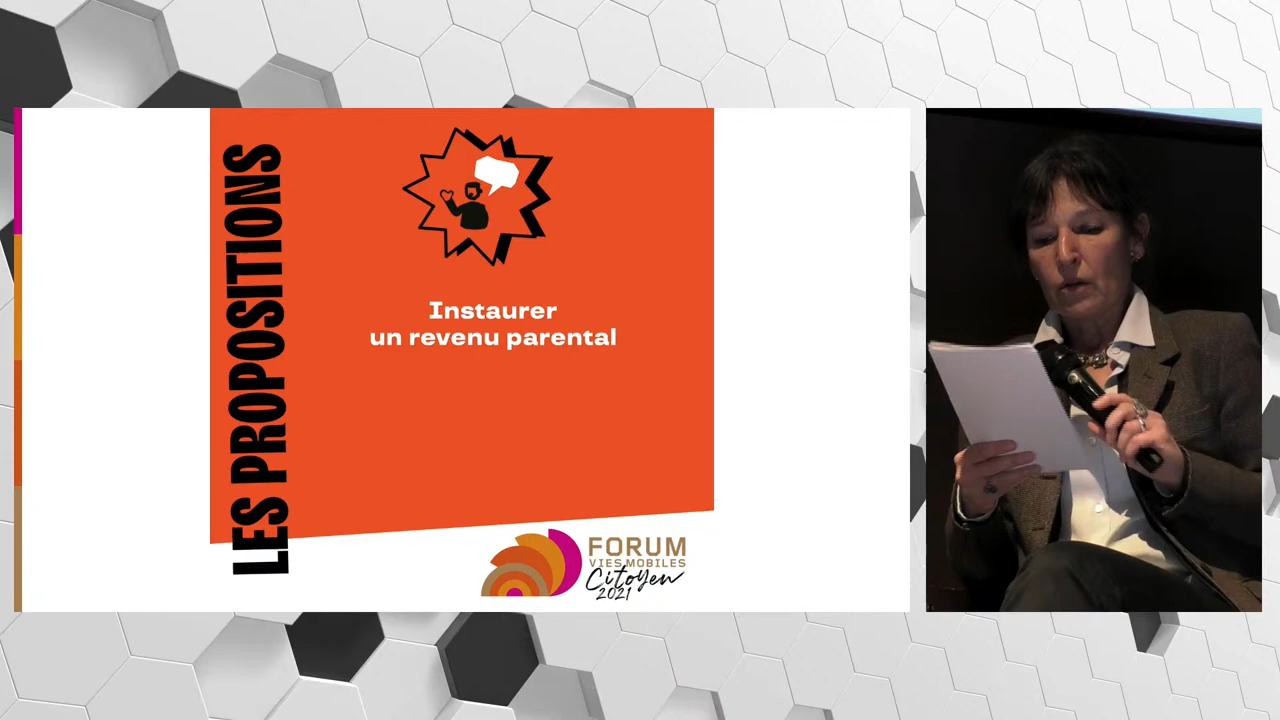 LES PROPOSITIONS
Instaurer
un revenu parental
FORUM
VIES MOBILES
Citoyen
2021